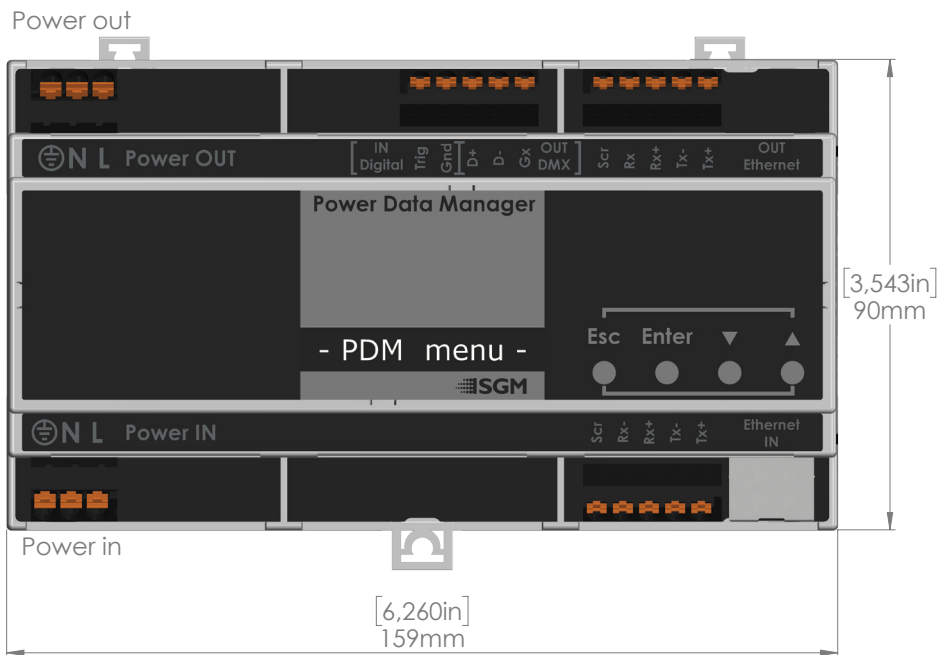 Power out
N L Power OUT
IN
Digital
Trig
Gnd
D+
D-
Gx
OUT
DMX
Scr
Rx
Rx+
Tx-
Tx+
OUT
Ethernet
Power Data Manager
[3,543in]
90mm
Esc Enter ▼ ▲
- PDM menu -
SGM
N L Power IN
Scr
Rx-
Rx+
Tx-
Tx+
Ethernet
IN
Power in
[6,260in]
159mm